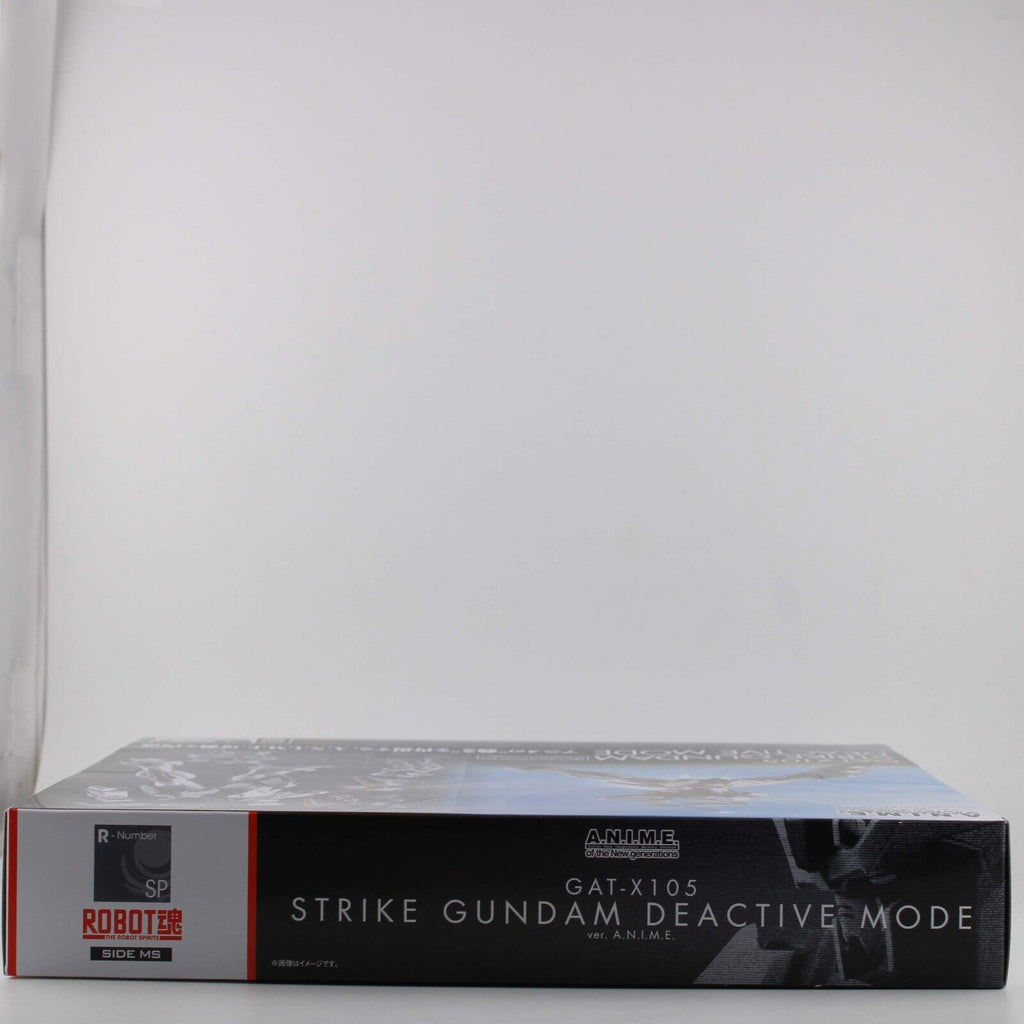 R - Number
SP
ROBOT魂
THE ROBOT SPIRITS
SIDE MS
A.N.I.M.E.
of the New generations
GAT-X105
STRIKE GUNDAM DEACTIVE MODE
ver. A.N.I.M.E.
※画像はイメージです。